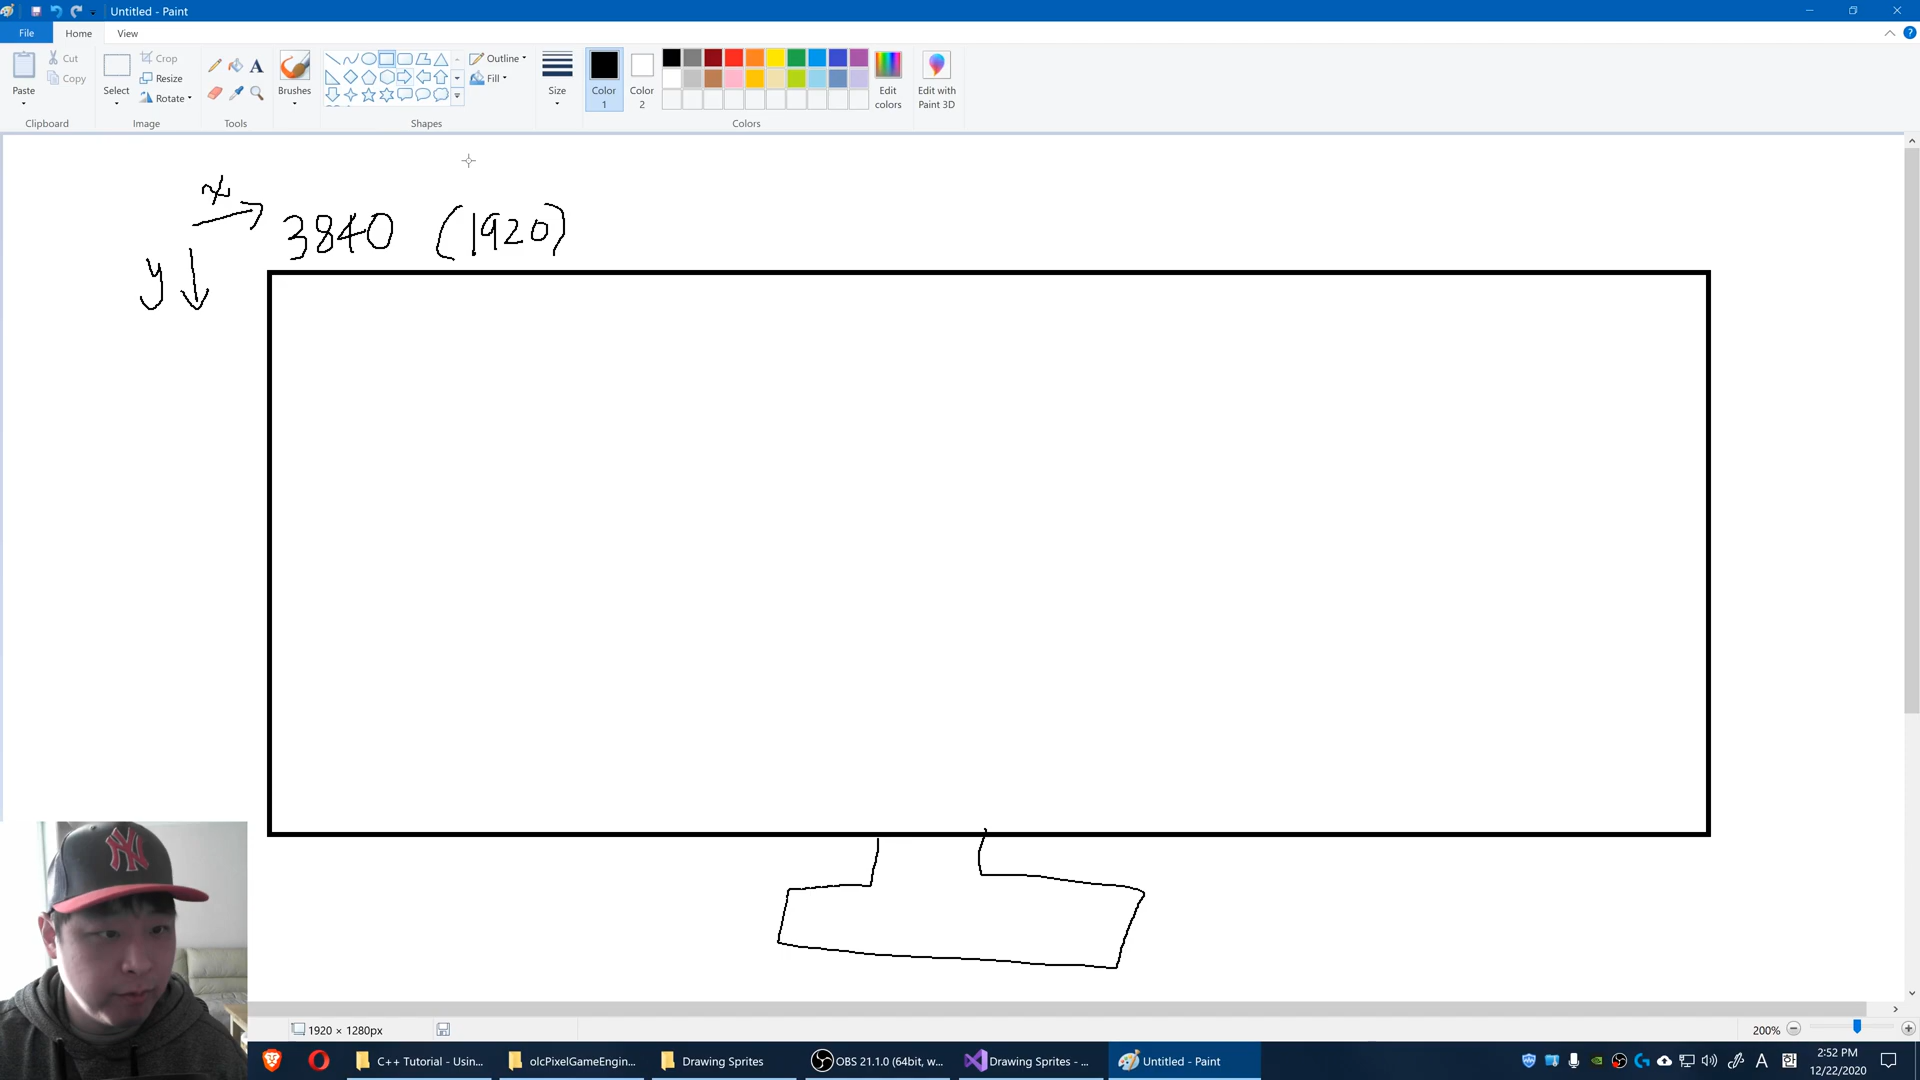 Untitled - Paint
File Home View
Paste
Cut
Copy
Clipboard
Select
Crop
Resize
Rotate
Image
A
Tools
Brushes
Shapes
Outline
Fill
Size
Color 1
Color 2
Edit colors
Colors
Edit with Paint 3D
x
3840 (1920)
y
NY
1920 × 1280px
200%
C++ Tutorial - Usin...
olcPixelGameEngin...
Drawing Sprites
OBS 21.1.0 (64bit, w...
Drawing Sprites - ...
Untitled - Paint
A
2:52 PM
12/22/2020